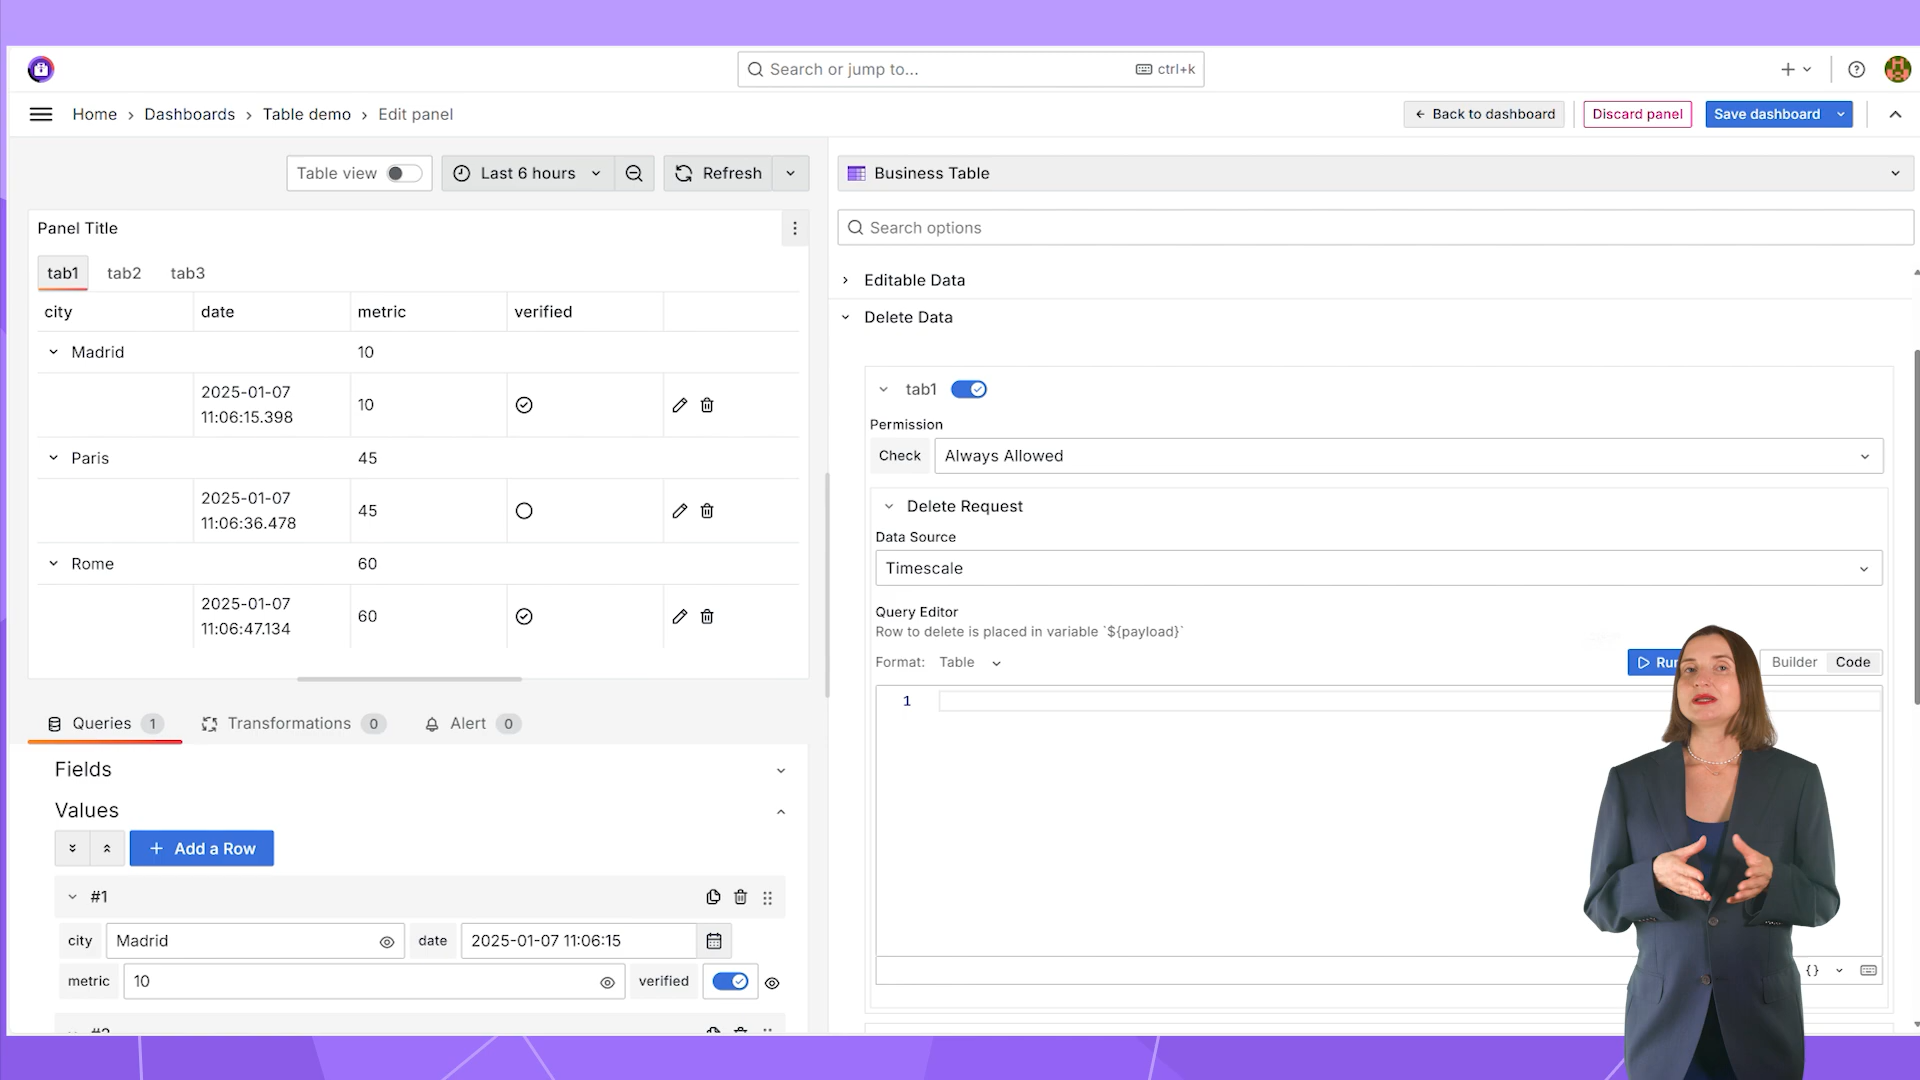 Search or jump to...
ctrl+k
Home > Dashboards > Table demo > Edit panel
Back to dashboard
Discard panel
Save dashboard
Table view
Last 6 hours
Refresh
Panel Title
tab1 tab2 tab3
city date metric verified
Madrid 10
2025-01-07
11:06:15.398
10
Paris 45
2025-01-07
11:06:36.478
45
Rome 60
2025-01-07
11:06:47.134
60
Queries 1
Transformations 0
Alert 0
Fields
Values
+ Add a Row
#1
city Madrid date 2025-01-07 11:06:15
metric 10 verified
Business Table
Search options
Editable Data
Delete Data
tab1
Permission
Check Always Allowed
Delete Request
Data Source
Timescale
Query Editor
Row to delete is placed in variable `${payload}`
Format: Table
Builder Code
1
{}